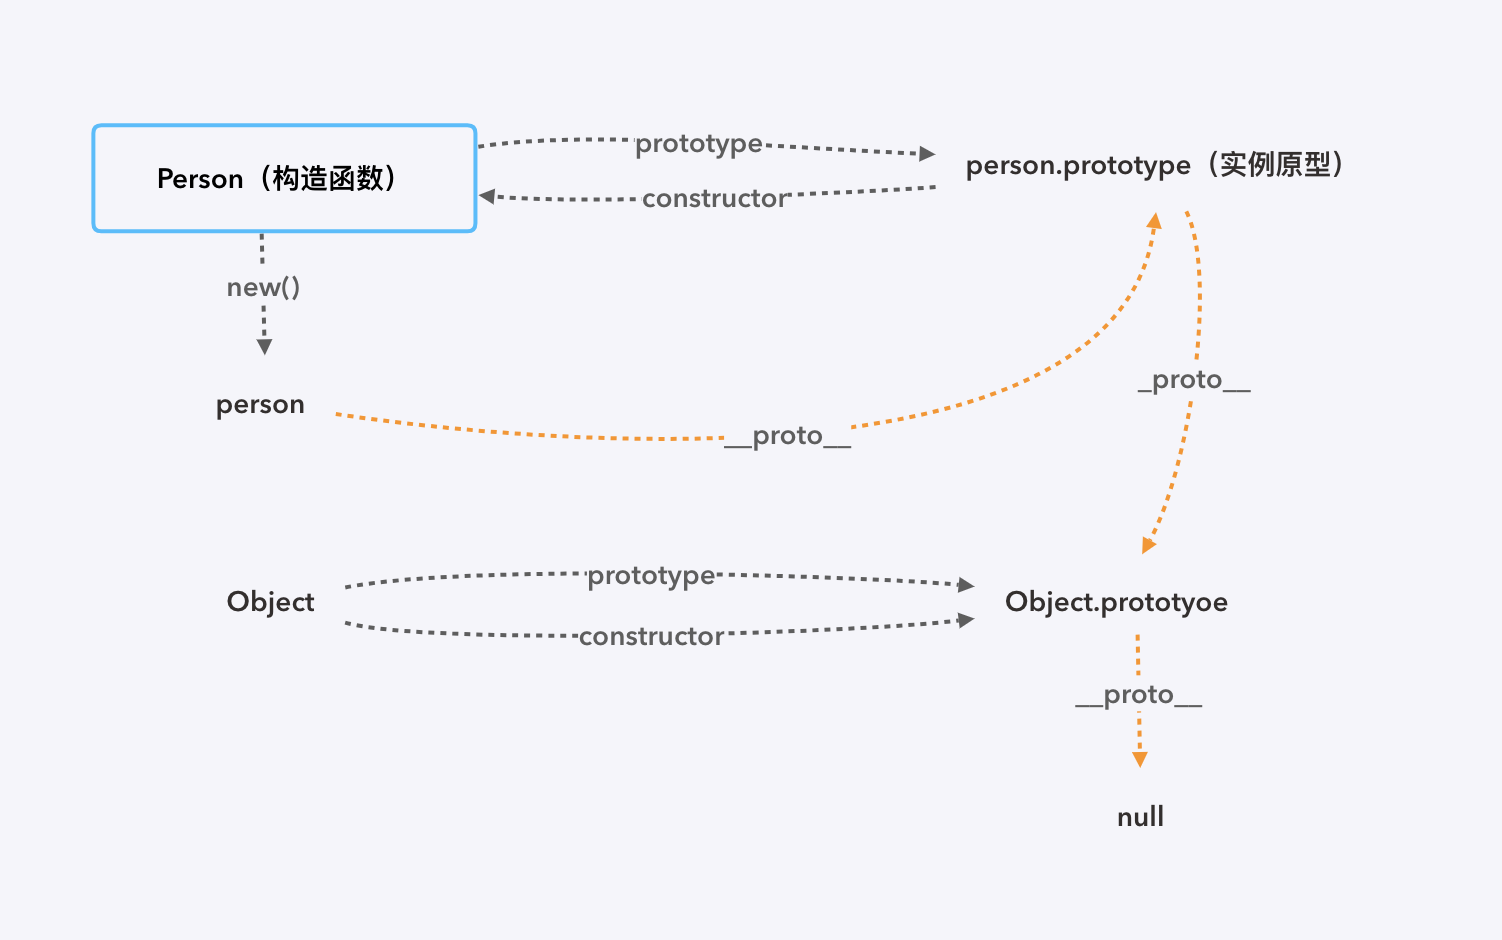 prototype
Person（构造函数）
person.prototype（实例原型）
constructor
new()
_proto__
person
__proto__
prototype
Object
Object.prototyoe
constructor
__proto__
null